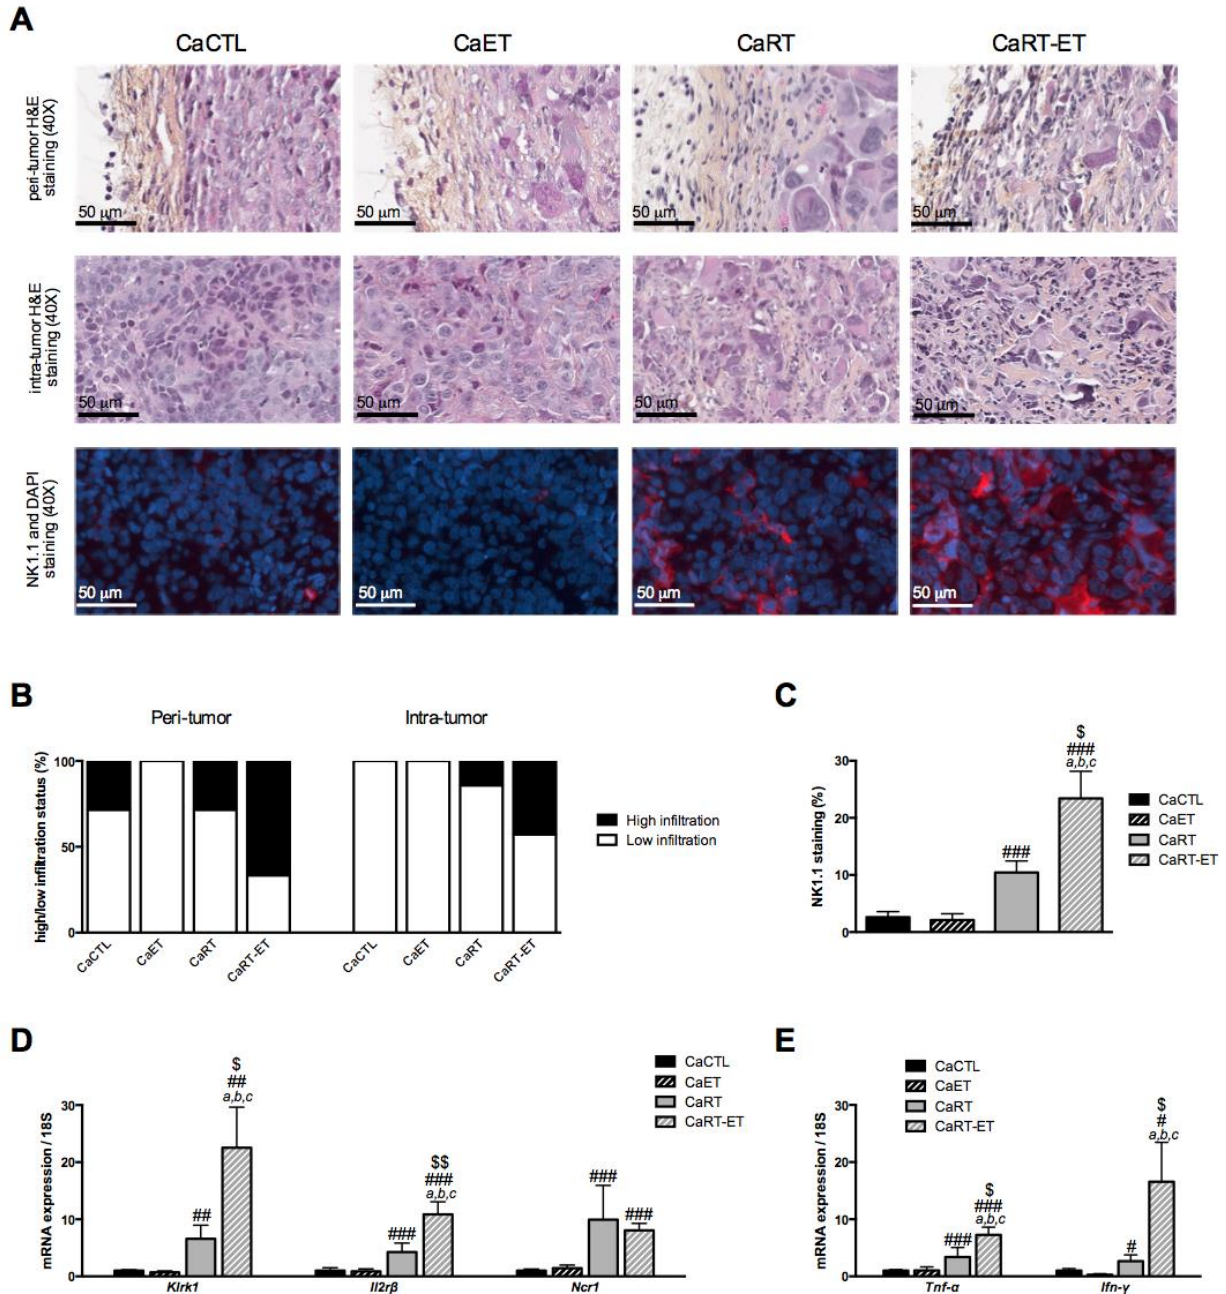 A
CaCTL CaET CaRT CaRT-ET
peri-tumor H&E
staining (40X)
50 µm 50 µm 50 µm 50 µm
intra-tumor H&E
staining (40X)
50 µm 50 µm 50 µm 50 µm
NK1.1 and DAPI
staining (40X)
50 µm 50 µm 50 µm 50 µm
B
Peri-tumor Intra-tumor
high/low infiltration status (%)
100
50
0
CaCTL CaET CaRT CaRT-ET CaCTL CaET CaRT CaRT-ET
High infiltration
Low infiltration
C
NK1.1 staining (%)
30
20
10
0
###
$
###
a,b,c
CaCTL
CaET
CaRT
CaRT-ET
D
mRNA expression / 18S
30
20
10
0
##
$
##
a,b,c
###
$$
###
a,b,c
###
###
Klrk1 Il2rβ Ncr1
CaCTL
CaET
CaRT
CaRT-ET
E
mRNA expression / 18S
30
20
10
0
CaCTL
CaET
CaRT
CaRT-ET
###
$
###
a,b,c
#
$
#
a,b,c
Tnf-α Ifn-γ